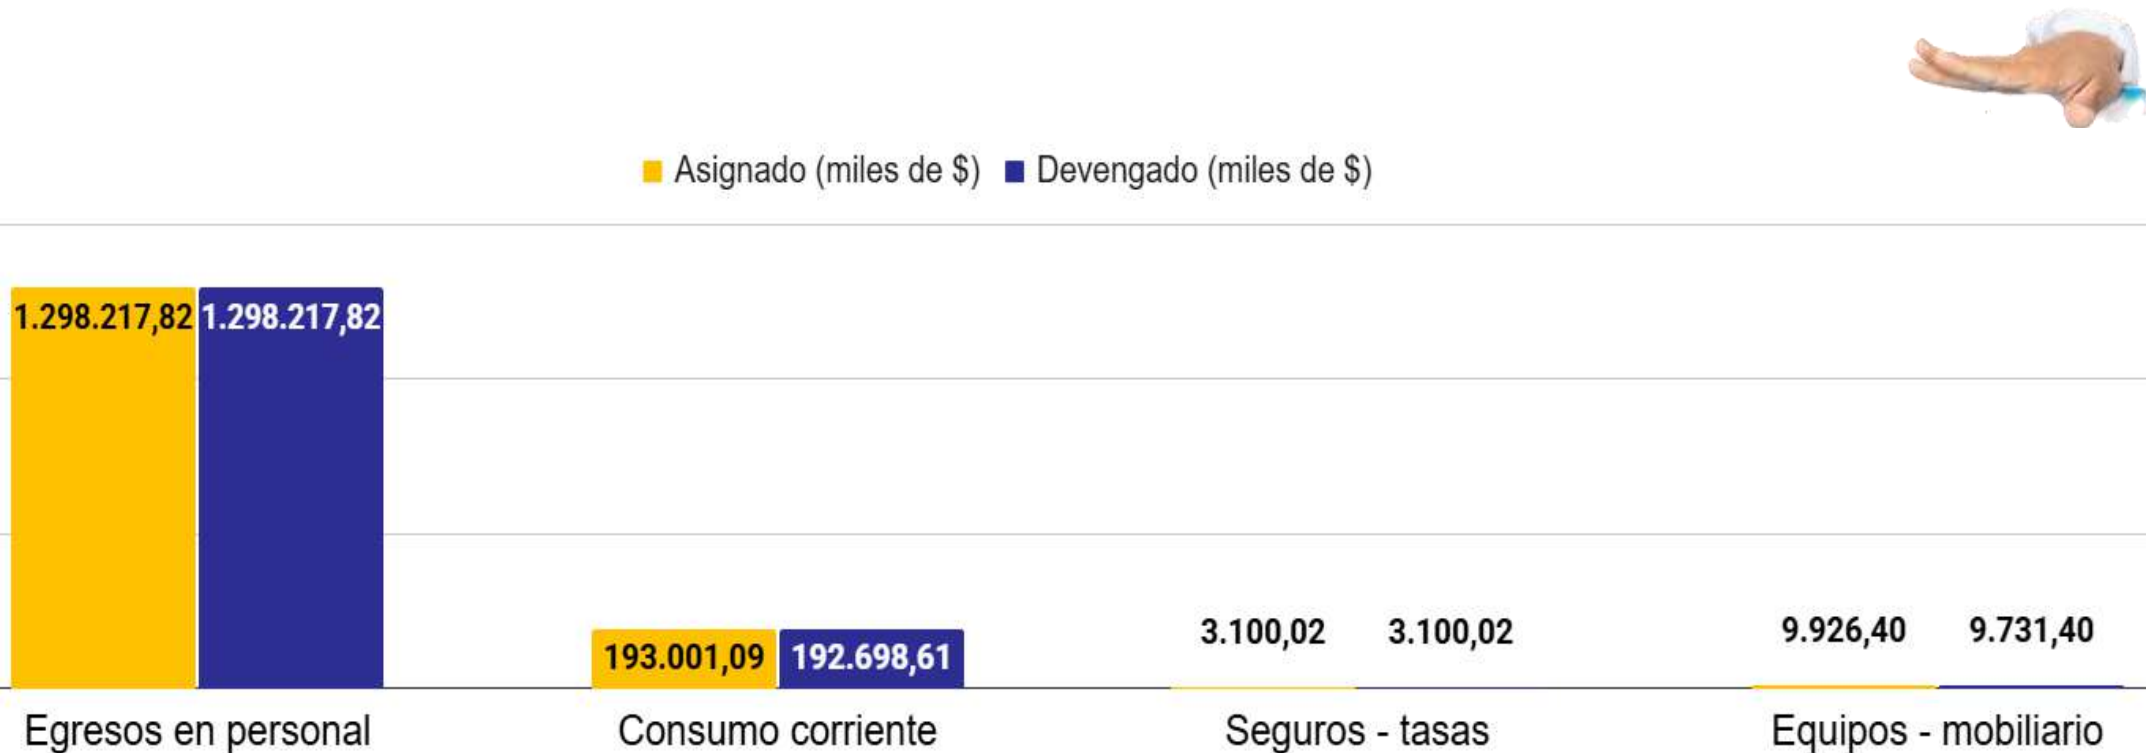 Asignado (miles de $) Devengado (miles de $)
1.298.217,82 1.298.217,82
193.001,09 192.698,61
3.100,02 3.100,02
9.926,40 9.731,40
Egresos en personal Consumo corriente Seguros - tasas Equipos - mobiliario